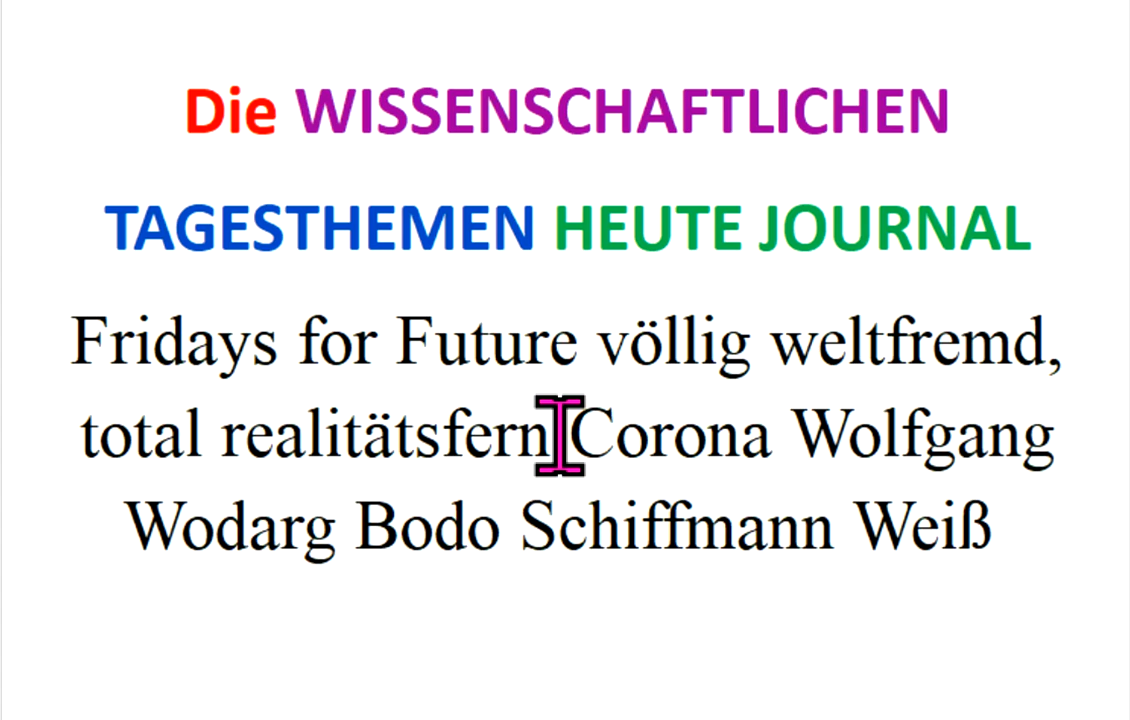 Die WISSENSCHAFTLICHEN
TAGESTHEMEN HEUTE JOURNAL
Fridays for Future völlig weltfremd,
total realitätsfern Corona Wolfgang
Wodarg Bodo Schiffmann Weiß